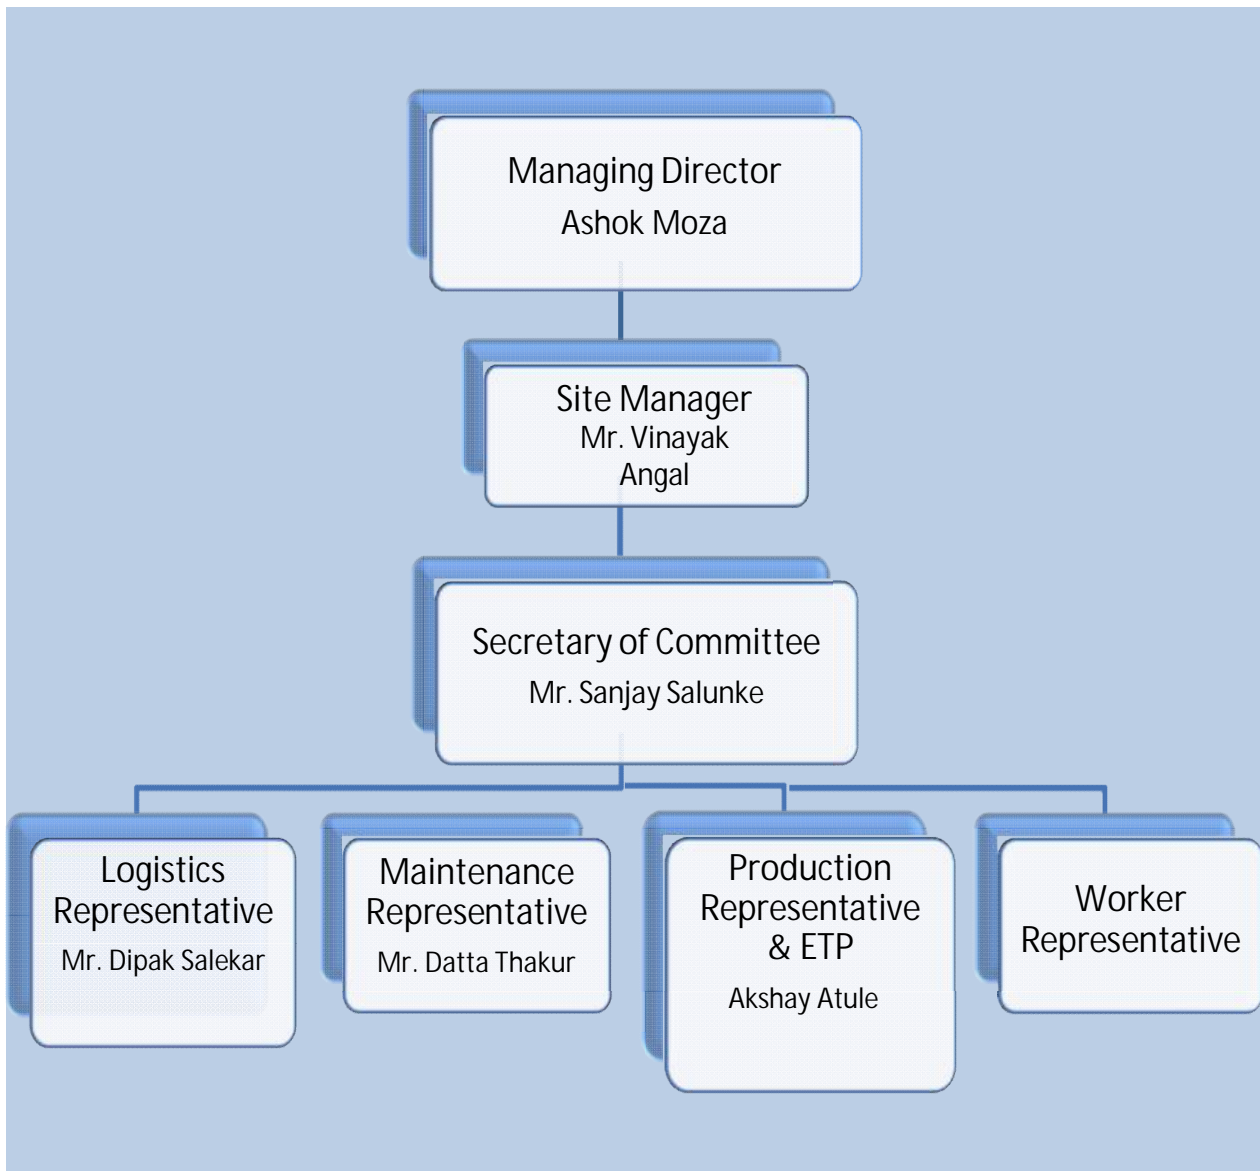 Managing Director
Ashok Moza
Site Manager
Mr. Vinayak
Angal
Secretary of Committee
Mr. Sanjay Salunke
Logistics
Representative
Mr. Dipak Salekar
Maintenance
Representative
Mr. Datta Thakur
Production
Representative
& ETP
Akshay Atule
Worker
Representative